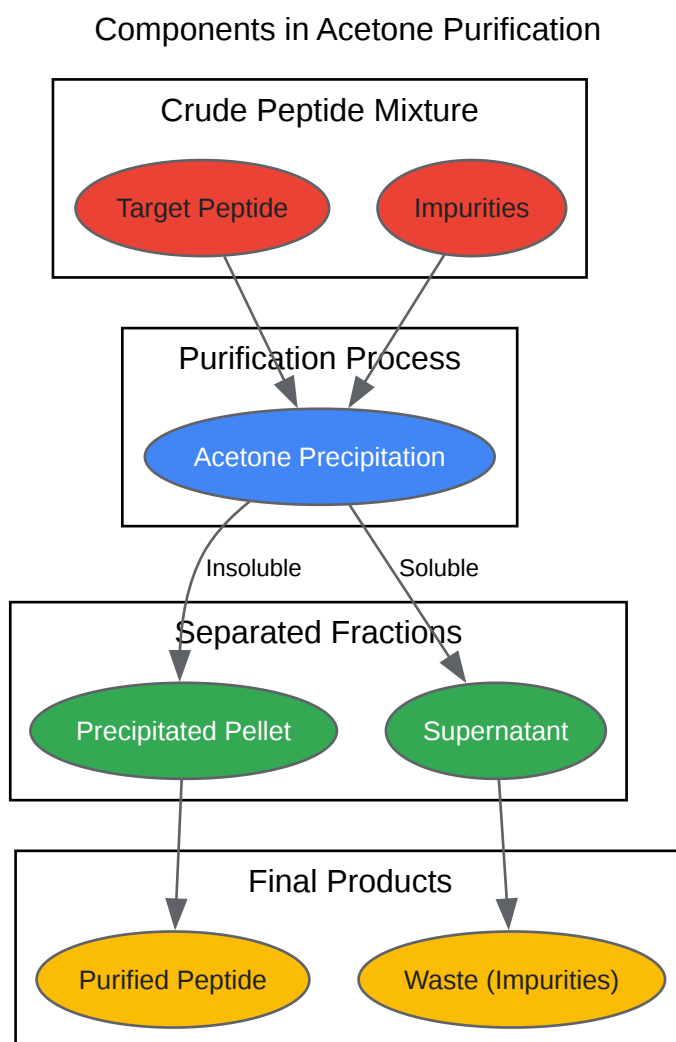 Components in Acetone Purification
Crude Peptide Mixture
Target Peptide
Impurities
Purification Process
Acetone Precipitation
Insoluble
Soluble
Separated Fractions
Precipitated Pellet
Supernatant
Final Products
Purified Peptide
Waste (Impurities)